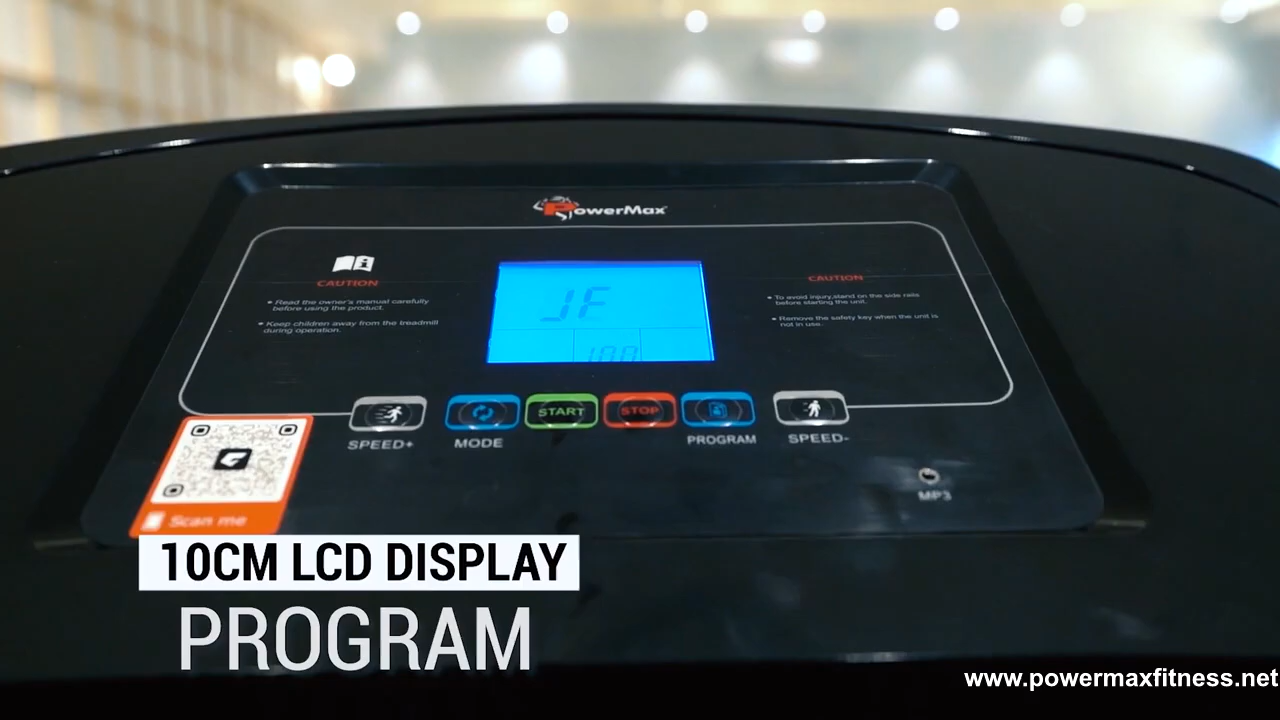 PowerMax
CAUTION
• Read the owner's manual carefully
before using the product.
• Keep children away from the treadmill
during operation.
CAUTION
• To avoid injury,stand on the side rails
before starting the unit.
• Remove the safety key when the unit is
not in use.
100
SPEED+
MODE
START
STOP
PROGRAM
SPEED-
MP3
Scan me
10CM LCD DISPLAY
PROGRAM
www.powermaxfitness.net